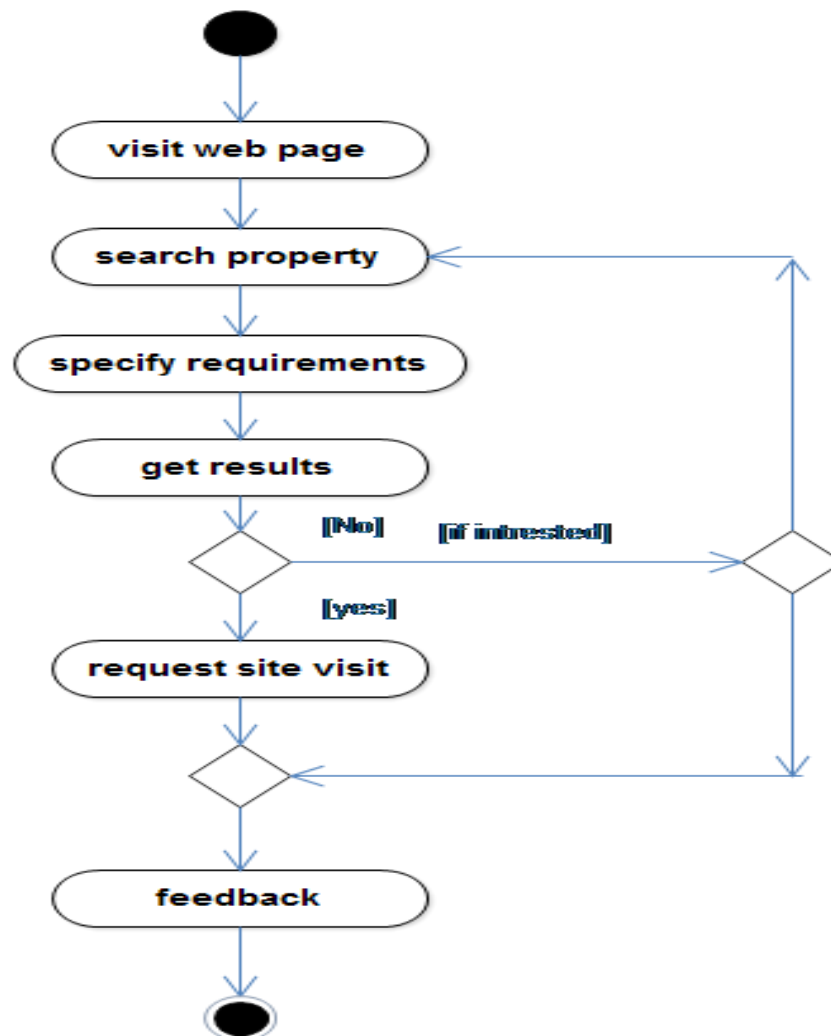 visit web page
search property
specify requirements
get results
[No]
[if intrested]
[yes]
request site visit
feedback